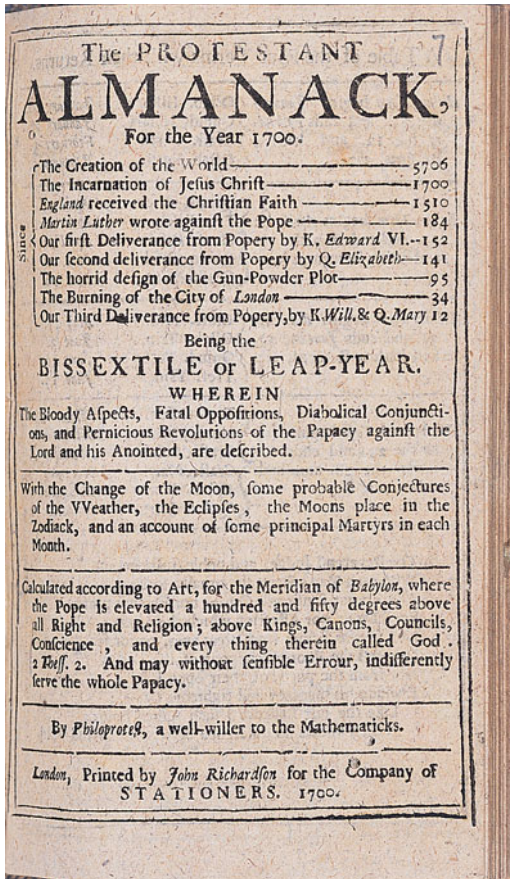 7
The PROTESTANT
ALMANACK,
For the Year 1700.
Since
The Creation of the World 5706
The Incarnation of Jesus Christ 1700
England received the Christian Faith 1510
Martin Luther wrote againſt the Pope 184
Our firſt Deliverance from Popery by K. Edward VI. 152
Our ſecond deliverance from Popery by Q. Elizabeth 141
The horrid deſign of the Gun-Powder Plot 95
The Burning of the City of London 34
Our Third Deliverance from Popery, by K. Will. & Q. Mary 12
Being the
BISSEXTILE or LEAP-YEAR.
WHEREIN
The Bloody Aſpects, Fatal Oppoſitions, Diabolical Conjuncti-
ons, and Pernicious Revolutions of the Papacy againſt the
Lord and his Anointed, are deſcribed.
With the Change of the Moon, ſome probable Conjectures
of the VVeather, the Eclipſes, the Moons place in the
Zodiack, and an account of ſome principal Martyrs in each
Month.
Calculated according to Art, for the Meridian of Babylon, where
the Pope is elevated a hundred and fifty degrees above
all Right and Religion; above Kings, Canons, Councils,
Conſcience, and every thing therein called God.
2 Theſſ. 2. And may without ſenſible Errour, indifferently
ſerve the whole Papacy.
By Philoproteſt, a well-willer to the Mathematicks.
London, Printed by John Richardſon for the Company of
STATIONERS. 1700.